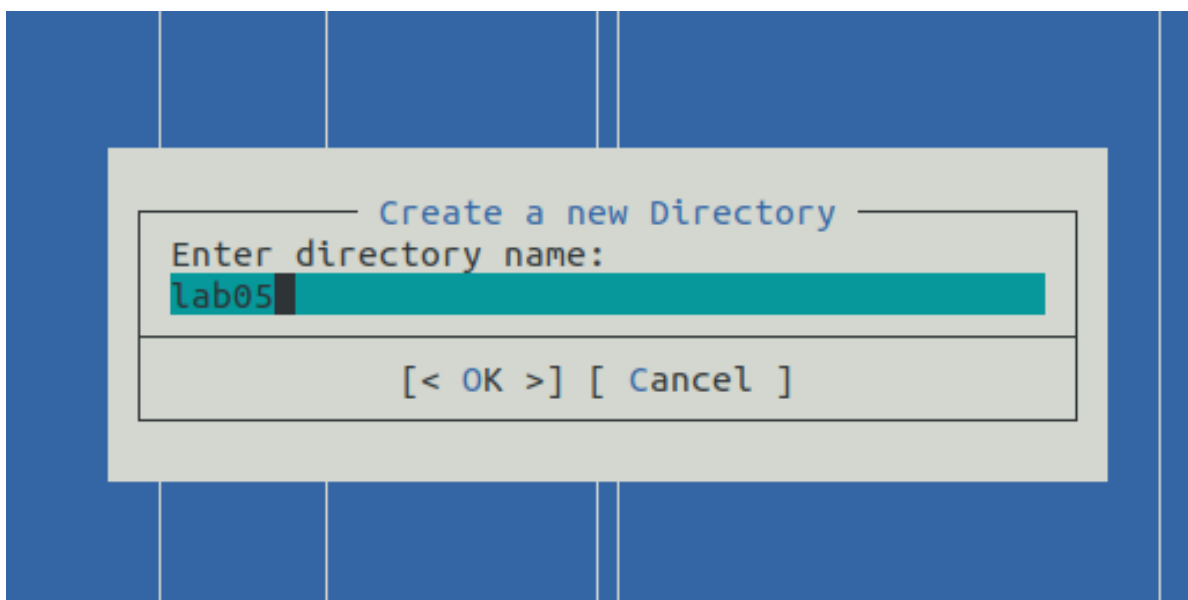 Create a new Directory
Enter directory name:
lab05
[< OK >] [ Cancel ]